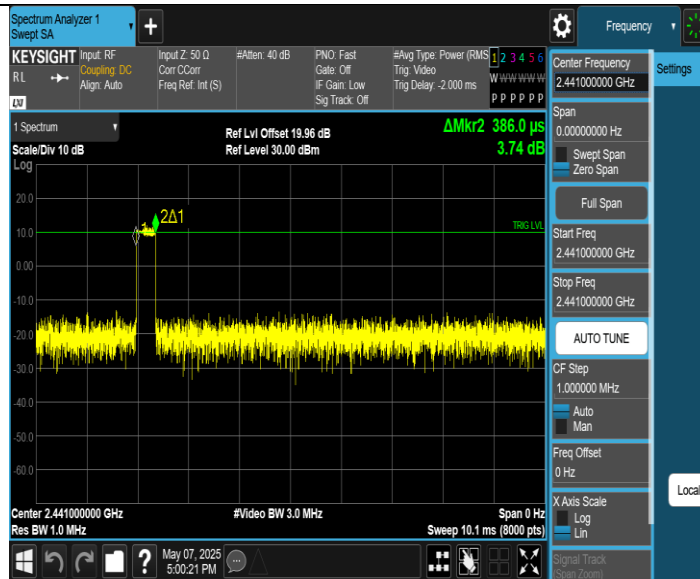 Spectrum Analyzer 1
Swept SA
Frequency
KEYSIGHT
RL
LXI
Input: RF
Coupling: DC
Align: Auto
Input Z: 50 Ω
Corr CCorr
Freq Ref: Int (S)
#Atten: 40 dB
PNO: Fast
Gate: Off
IF Gain: Low
Sig Track: Off
#Avg Type: Power (RMS
Trig: Video
Trig Delay: -2.000 ms
1 2 3 4 5 6
W W W W W W
P P P P P P
1 Spectrum
Scale/Div 10 dB
Ref Lvl Offset 19.96 dB
Ref Level 30.00 dBm
ΔMkr2 386.0 µs
3.74 dB
Log
20.0
10.0
0.00
-10.0
-20.0
-30.0
-40.0
-50.0
-60.0
1
2Δ1
TRIG LVL
Center 2.441000000 GHz
Res BW 1.0 MHz
#Video BW 3.0 MHz
Span 0 Hz
Sweep 10.1 ms (8000 pts)
?
May 07, 2025
5:00:21 PM
Center Frequency
2.441000000 GHz
Span
0.00000000 Hz
Swept Span
Zero Span
Full Span
Start Freq
2.441000000 GHz
Stop Freq
2.441000000 GHz
AUTO TUNE
CF Step
1.000000 MHz
Auto
Man
Freq Offset
0 Hz
X Axis Scale
Log
Lin
Signal Track
(Span Zoom)
Settings
Local